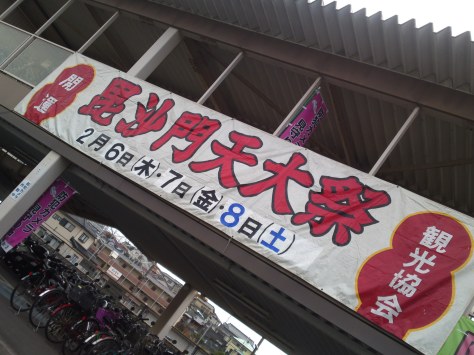 開運
毘沙門天大祭
2月6日(木)・7日(金)・8日(土)
観光協会